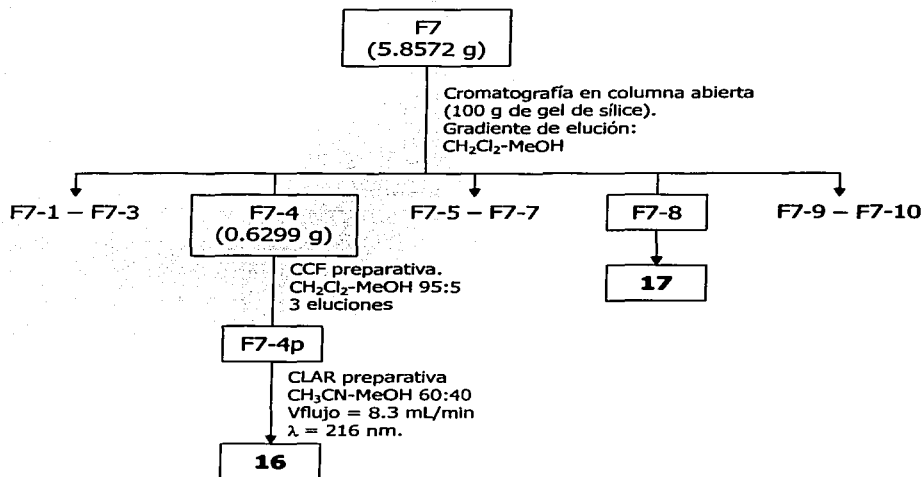 F7
(5.8572 g)
Cromatografía en columna abierta
(100 g de gel de sílice).
Gradiente de elución:
CH₂Cl₂-MeOH
F7-1 – F7-3
F7-4
(0.6299 g)
F7-5 – F7-7
F7-8
F7-9 – F7-10
17
CCF preparativa.
CH₂Cl₂-MeOH 95:5
3 eluciones
F7-4p
CLAR preparativa
CH₃CN-MeOH 60:40
Vflujo = 8.3 mL/min
λ = 216 nm.
16